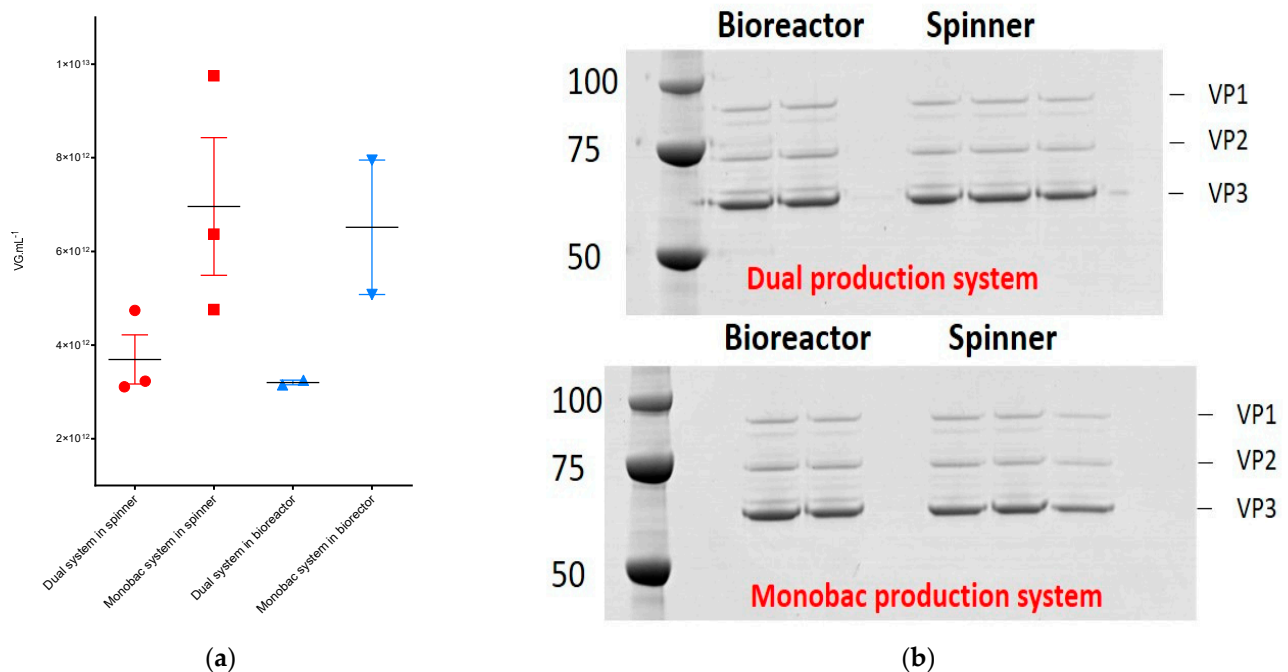 1×10¹³
8×10¹²
6×10¹²
4×10¹²
2×10¹²
VG.mL⁻¹
Dual system in spinner
Monobac system in spinner
Dual system in bioreactor
Monobac system in biorector
(a)
Bioreactor Spinner
100
75
50
VP1
VP2
VP3
Dual production system
Bioreactor Spinner
100
75
50
VP1
VP2
VP3
Monobac production system
(b)